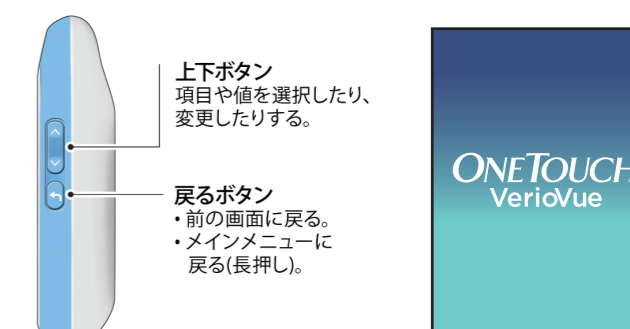 上下ボタン
項目や値を選択したり、
変更したりする。
戻るボタン
・前の画面に戻る。
・メインメニューに
戻る(長押し)。
ONETOUCH
VerioVue